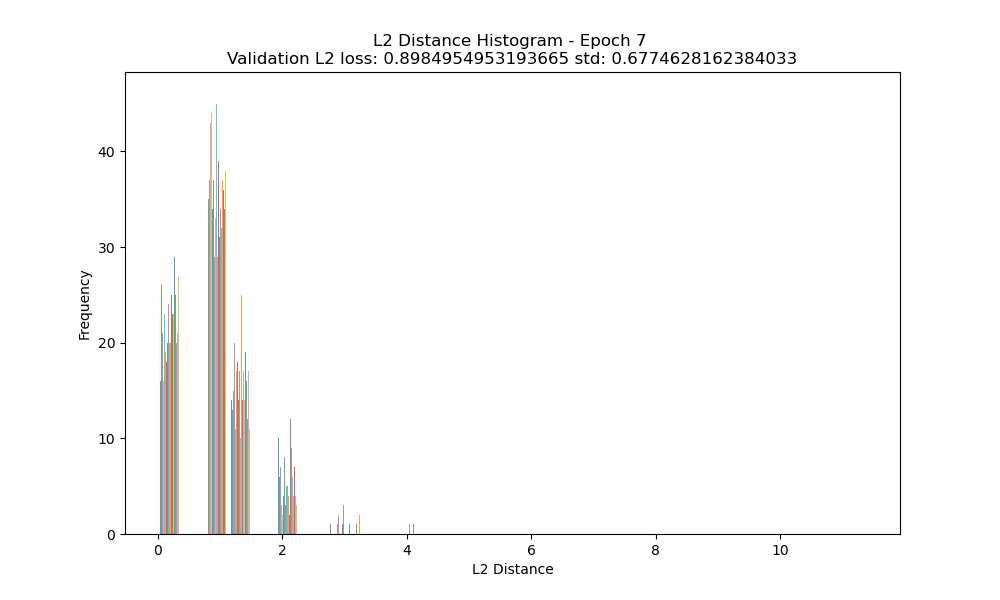 L2 Distance Histogram - Epoch 7
Validation L2 loss: 0.8984954953193665 std: 0.6774628162384033
Frequency
40
30
20
10
0
0 2 4 6 8 10
L2 Distance